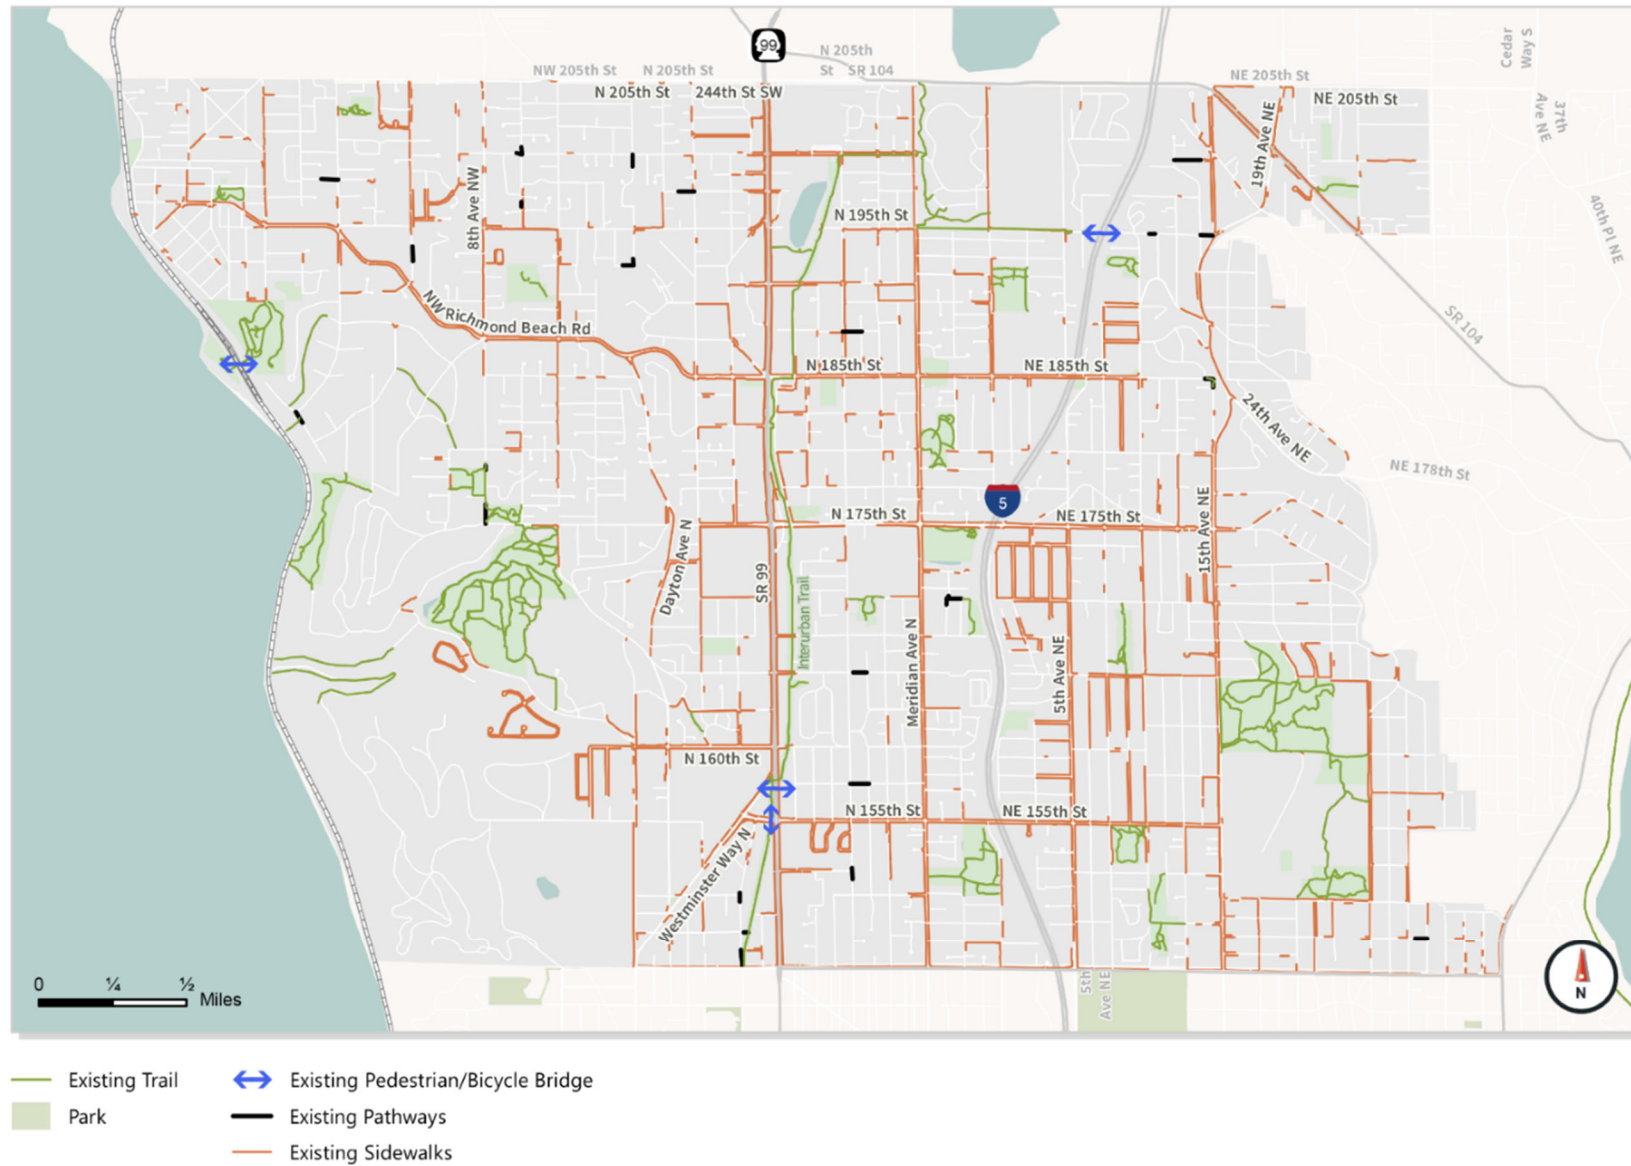 99
N 205th
St SR 104
NW 205th St
N 205th St
NE 205th St
N 205th St
244th St SW
NE 205th St
Cedar
Way S
37th
Ave NE
19th Ave NE
8th Ave NW
N 195th St
40th Pl NE
NW Richmond Beach Rd
SR 104
N 185th St
NE 185th St
24th Ave NE
NE 178th St
5
N 175th St
NE 175th St
15th Ave NE
Dayton Ave N
SR 99
Interurban Trail
Meridian Ave N
5th Ave NE
N 160th St
N 155th St
NE 155th St
Westminster Way N
5th
Ave NE
0 ¼ ½ Miles
N
Existing Trail
Park
Existing Pedestrian/Bicycle Bridge
Existing Pathways
Existing Sidewalks